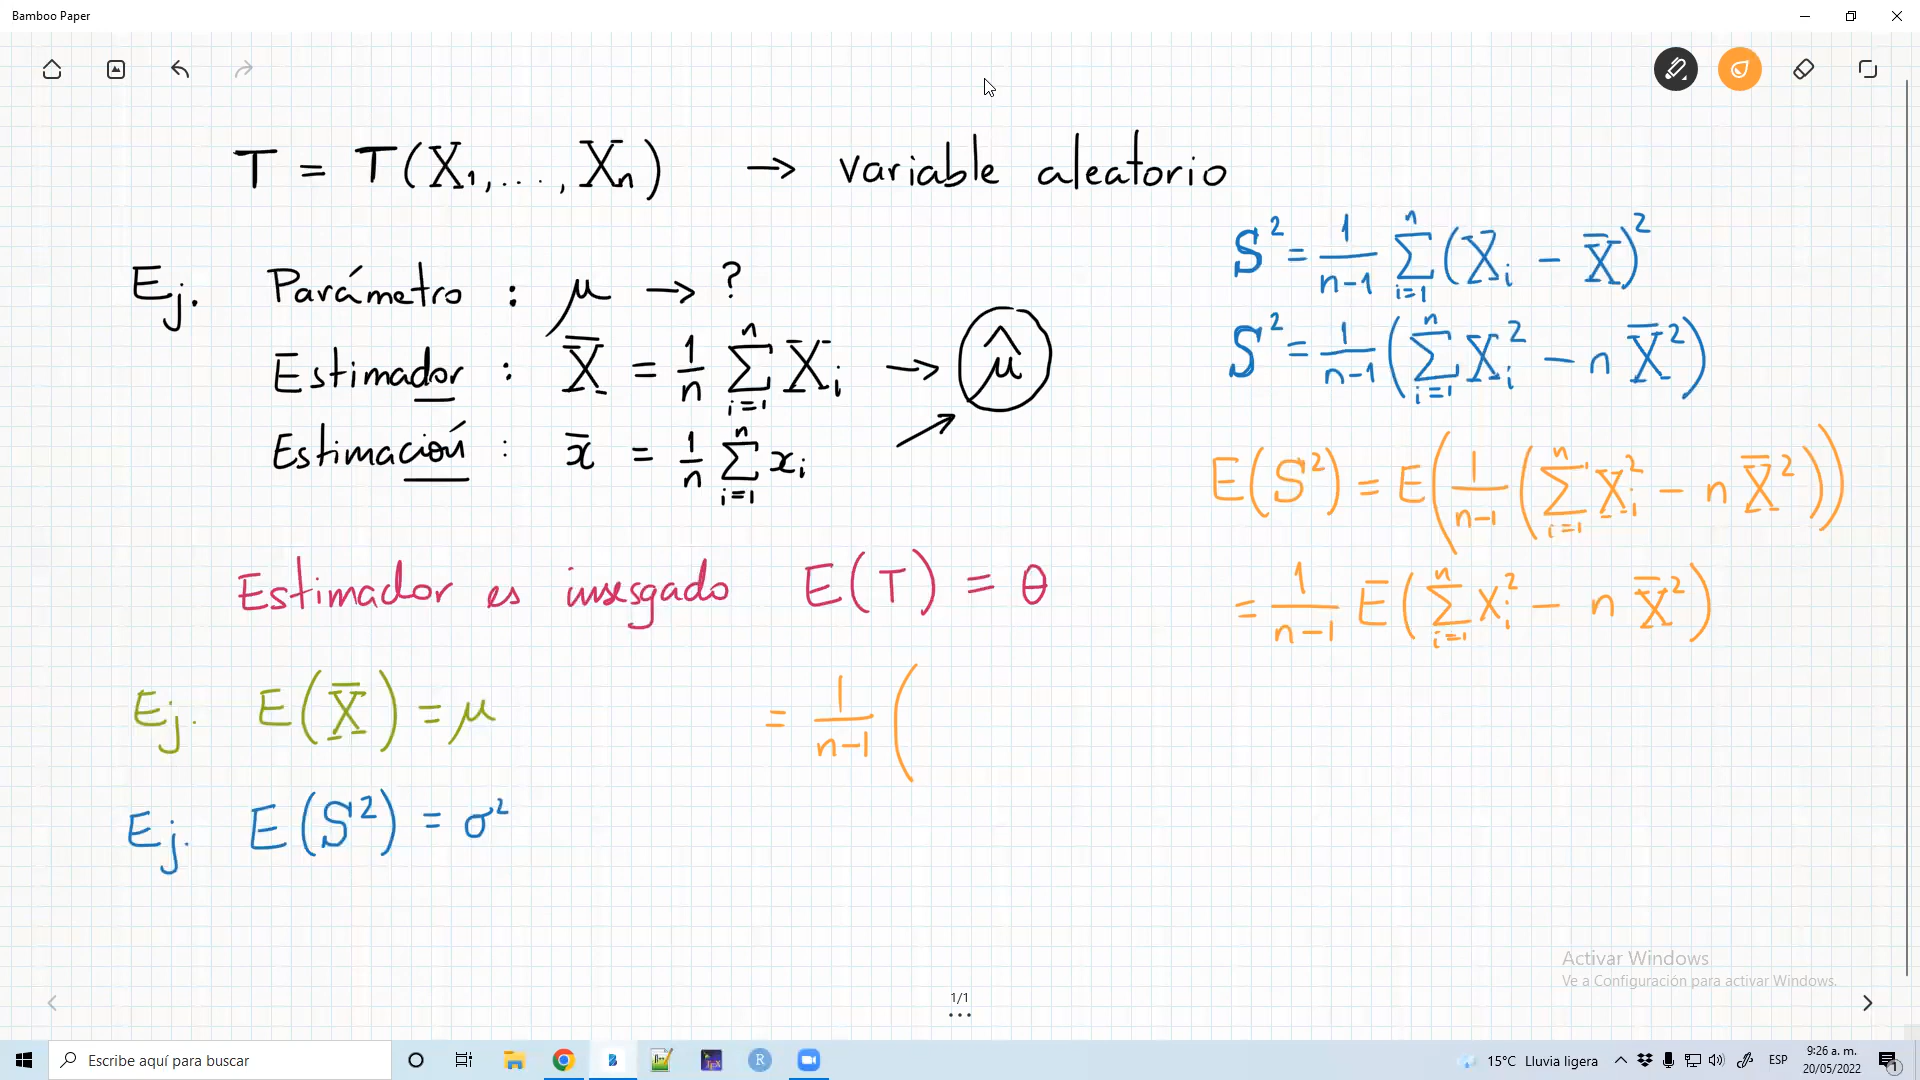 Bamboo Paper
T = T(X₁,...,Xₙ) → variable aleatorio
Ej. Parámetro : μ → ?
Estimador : X̄ = 1/n Σᵢ₌₁ⁿ Xᵢ → μ̂
Estimación : x̄ = 1/n Σᵢ₌₁ⁿ xᵢ
Estimador es insesgado E(T) = θ
Ej. E(X̄) = μ
Ej. E(S²) = σ²
S² = 1/(n-1) Σᵢ₌₁ⁿ (Xᵢ - X̄)²
S² = 1/(n-1) (Σᵢ₌₁ⁿ Xᵢ² - n X̄²)
E(S²) = E(1/(n-1) (Σᵢ₌₁ⁿ Xᵢ² - n X̄²))
= 1/(n-1) E(Σᵢ₌₁ⁿ Xᵢ² - n X̄²)
= 1/(n-1) (
Activar Windows
Ve a Configuración para activar Windows.
1/1
Escribe aquí para buscar
15°C Lluvia ligera
ESP
9:26 a. m.
20/05/2022